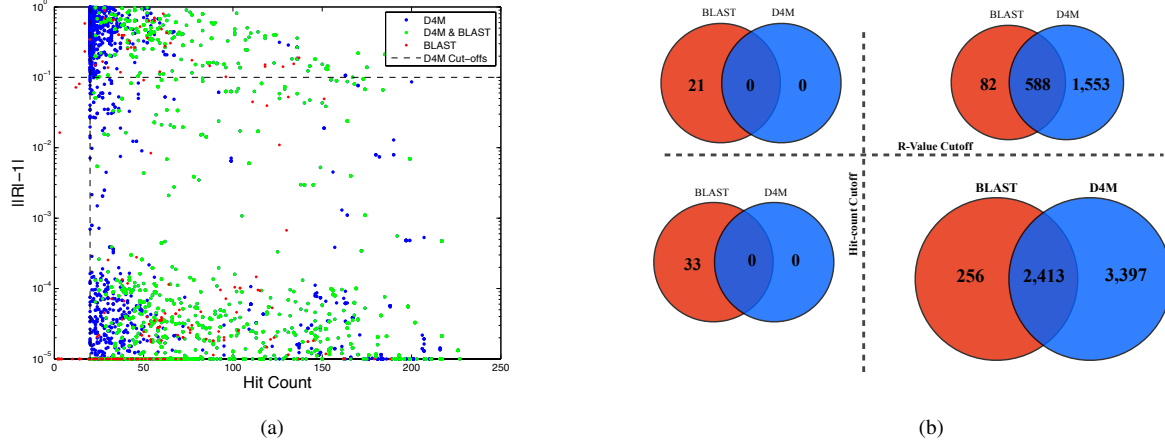 ||R|-1|
10^0
10^-1
10^-2
10^-3
10^-4
10^-5
0
50
100
150
200
250
Hit Count
D4M
D4M & BLAST
BLAST
D4M Cut-offs
(a)
BLAST D4M
21 0 0
BLAST D4M
82 588 1,553
R-Value Cutoff
Hit-count Cutoff
BLAST D4M
33 0 0
BLAST D4M
256 2,413 3,397
(b)